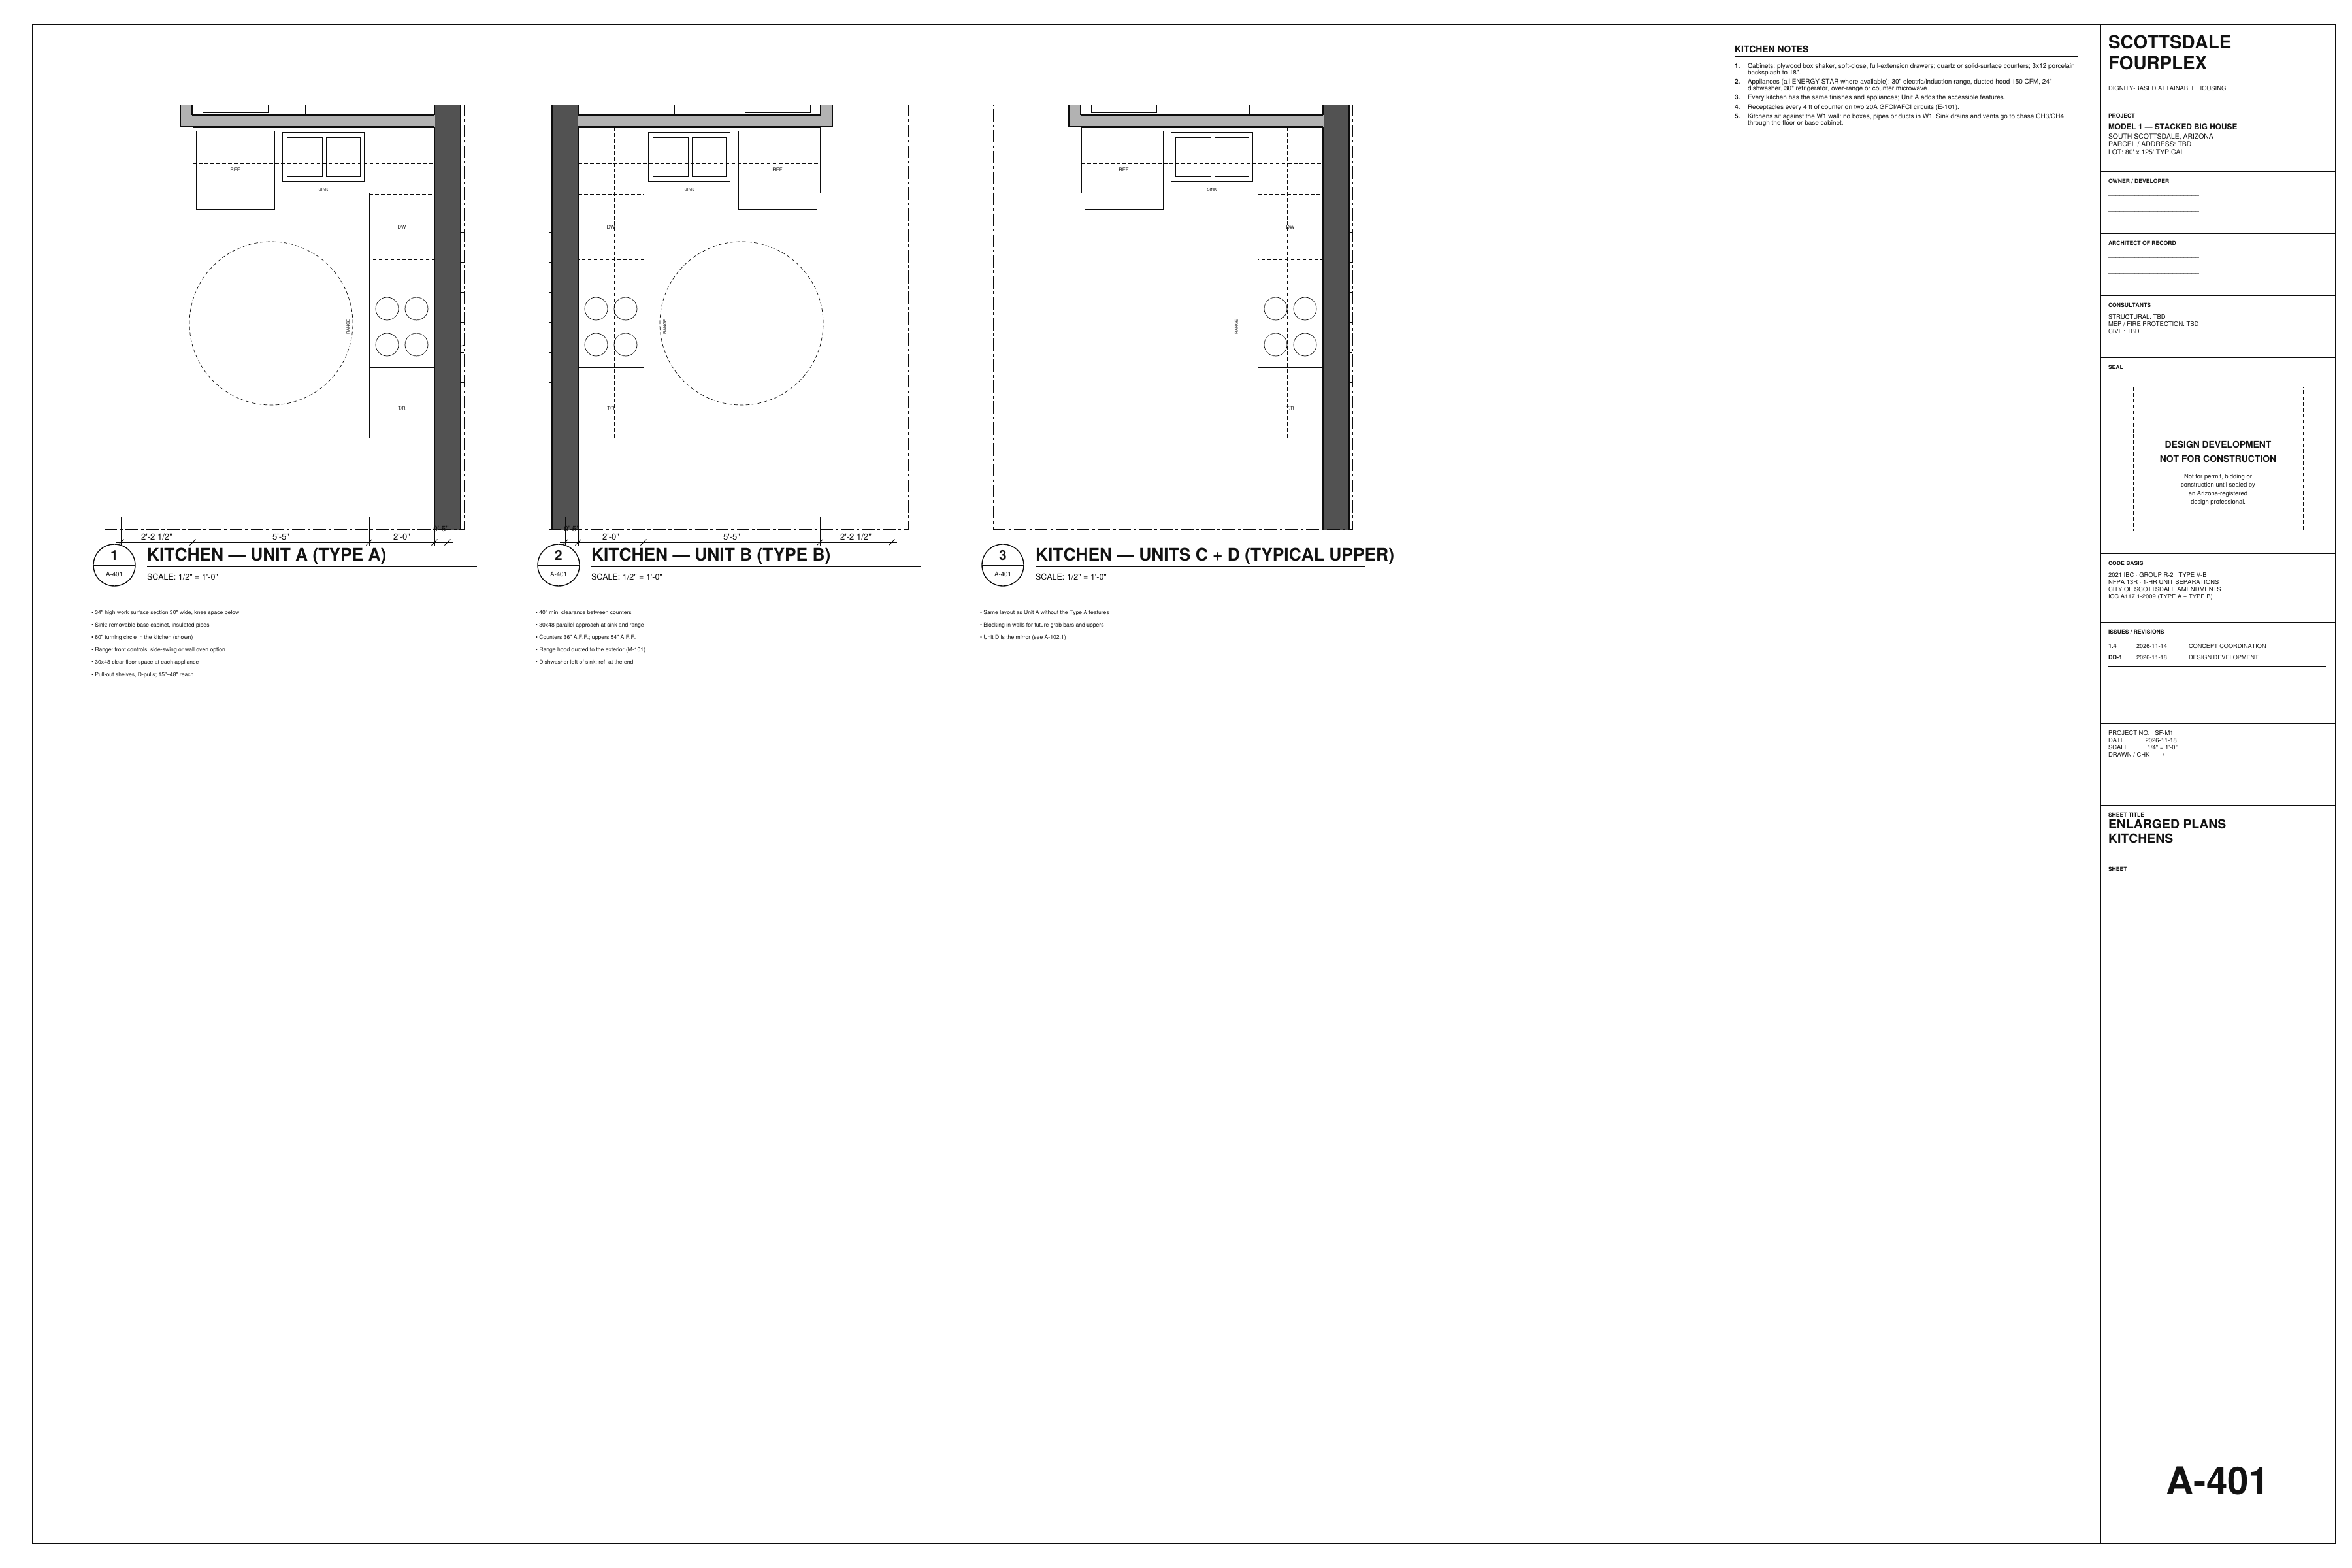 KITCHEN NOTES
1. Cabinets: plywood box shaker, soft-close, full-extension drawers; quartz or solid-surface counters; 3x12 porcelain
backsplash to 18".
2. Appliances (all ENERGY STAR where available): 30" electric/induction range, ducted hood 150 CFM, 24"
dishwasher, 30" refrigerator, over-range or counter microwave.
3. Every kitchen has the same finishes and appliances; Unit A adds the accessible features.
4. Receptacles every 4 ft of counter on two 20A GFCI/AFCI circuits (E-101).
5. Kitchens sit against the W1 wall: no boxes, pipes or ducts in W1. Sink drains and vents go to chase CH3/CH4
through the floor or base cabinet.
REF
SINK
DW
RANGE
T/R
2'-2 1/2"
5'-5"
2'-0"
1
A-401
KITCHEN — UNIT A (TYPE A)
SCALE: 1/2" = 1'-0"
• 34" high work surface section 30" wide, knee space below
• Sink: removable base cabinet, insulated pipes
• 60" turning circle in the kitchen (shown)
• Range: front controls; side-swing or wall oven option
• 30x48 clear floor space at each appliance
• Pull-out shelves, D-pulls; 15"–48" reach
REF
SINK
DW
RANGE
T/R
2'-0"
5'-5"
2'-2 1/2"
2
A-401
KITCHEN — UNIT B (TYPE B)
SCALE: 1/2" = 1'-0"
• 40" min. clearance between counters
• 30x48 parallel approach at sink and range
• Counters 36" A.F.F.; uppers 54" A.F.F.
• Range hood ducted to the exterior (M-101)
• Dishwasher left of sink; ref. at the end
REF
SINK
DW
RANGE
T/R
3
A-401
KITCHEN — UNITS C + D (TYPICAL UPPER)
SCALE: 1/2" = 1'-0"
• Same layout as Unit A without the Type A features
• Blocking in walls for future grab bars and uppers
• Unit D is the mirror (see A-102.1)
SCOTTSDALE
FOURPLEX
DIGNITY-BASED ATTAINABLE HOUSING
PROJECT
MODEL 1 — STACKED BIG HOUSE
SOUTH SCOTTSDALE, ARIZONA
PARCEL / ADDRESS: TBD
LOT: 80' x 125' TYPICAL
OWNER / DEVELOPER
ARCHITECT OF RECORD
CONSULTANTS
STRUCTURAL: TBD
MEP / FIRE PROTECTION: TBD
CIVIL: TBD
SEAL
DESIGN DEVELOPMENT
NOT FOR CONSTRUCTION
Not for permit, bidding or
construction until sealed by
an Arizona-registered
design professional.
CODE BASIS
2021 IBC · GROUP R-2 · TYPE V-B
NFPA 13R · 1-HR UNIT SEPARATIONS
CITY OF SCOTTSDALE AMENDMENTS
ICC A117.1-2009 (TYPE A + TYPE B)
ISSUES / REVISIONS
1.4 2026-11-14 CONCEPT COORDINATION
DD-1 2026-11-18 DESIGN DEVELOPMENT
PROJECT NO. SF-M1
DATE 2026-11-18
SCALE 1/4" = 1'-0"
DRAWN / CHK — / —
SHEET TITLE
ENLARGED PLANS
KITCHENS
SHEET
A-401